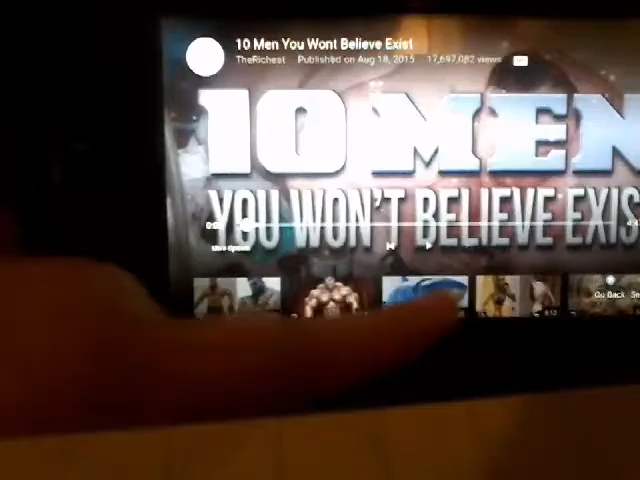 10 Men You Wont Believe Exist
TheRichest Published on Aug 18, 2015 17,697,082 views
10 MEN
YOU WON'T BELIEVE EXIS
Go Back Se